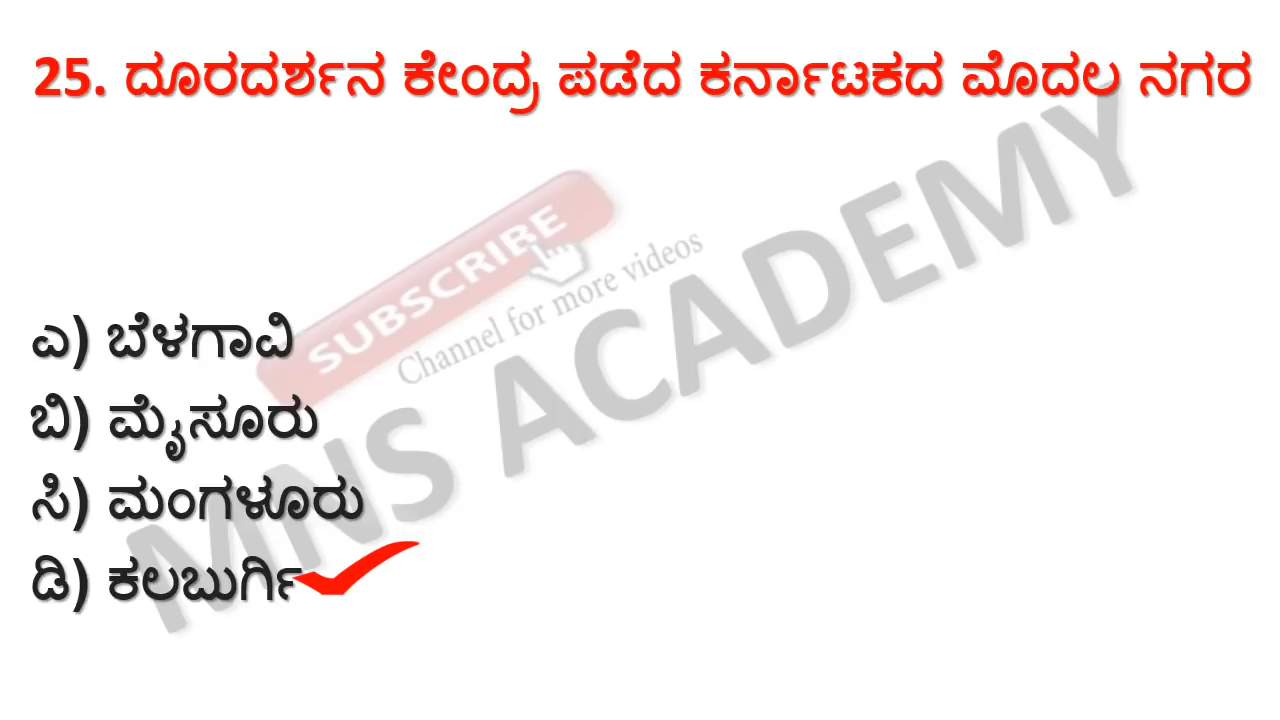 25. ದೂರದರ್ಶನ ಕೇಂದ್ರ ಪಡೆದ ಕರ್ನಾಟಕದ ಮೊದಲ ನಗರ
SUBSCRIBE
Channel for more videos
MNS ACADEMY
ಎ) ಬೆಳಗಾವಿ
ಬಿ) ಮೈಸೂರು
ಸಿ) ಮಂಗಳೂರು
ಡಿ) ಕಲಬುರ್ಗಿ